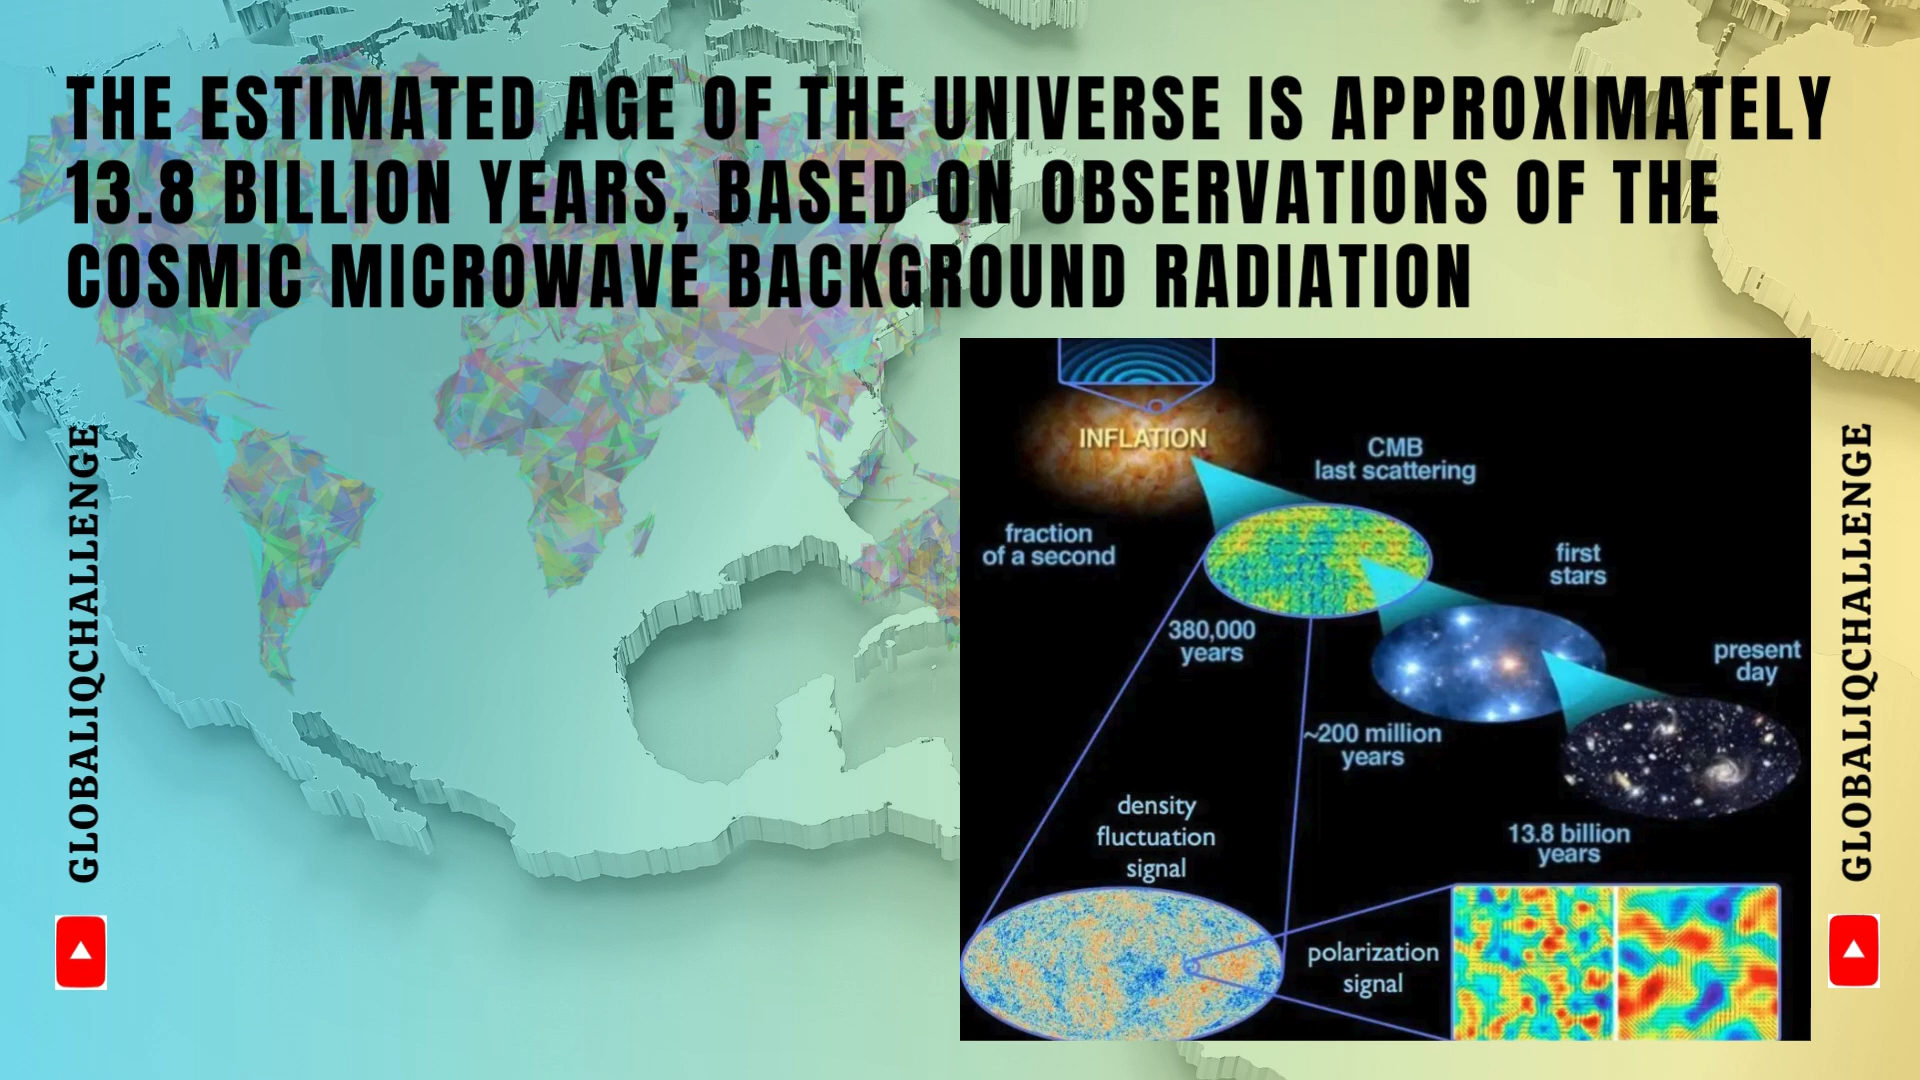 THE ESTIMATED AGE OF THE UNIVERSE IS APPROXIMATELY
13.8 BILLION YEARS, BASED ON OBSERVATIONS OF THE
COSMIC MICROWAVE BACKGROUND RADIATION
GLOBALIQCHALLENGE
INFLATION
CMB
last scattering
fraction
of a second
first
stars
380,000
years
present
day
~200 million
years
density
fluctuation
signal
13.8 billion
years
polarization
signal
GLOBALIQCHALLENGE